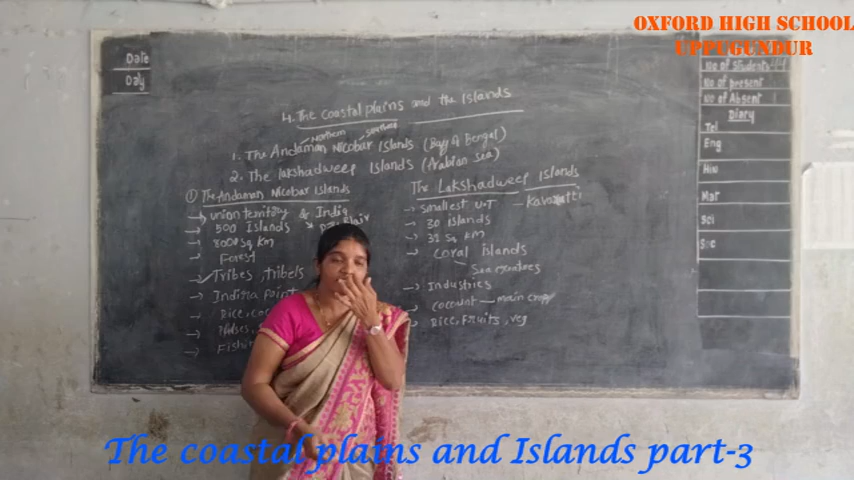 OXFORD HIGH SCHOOL
UPPUGUNDUR
Date
Day
No of Students 44
No of present
No of Absent
Diary
Tel
Eng
Hin
Mat
Sci
Soc
4. The coastal plains and the Islands
Northern Southern
1. The Andaman Nicobar Islands (Bay of Bengal)
2. The lakshadweep Islands (Arabian sea)
① The Andaman Nicobar Islands
→ union territory & India
→ 500 Islands Blair
→ 8000 sq km
→ Forest
→ Tribes, tribels
→ Indira point
→ Rice,
→
→ Fishin
The Lakshadweep Islands
→ smallest U.T - Kavaratti
→ 30 islands
→ 32 sq KM
→ Coral islands
Sea creatures
→ Industries
→ cocount — main crop
→ Rice, Fruits, veg
The coastal plains and Islands part-3